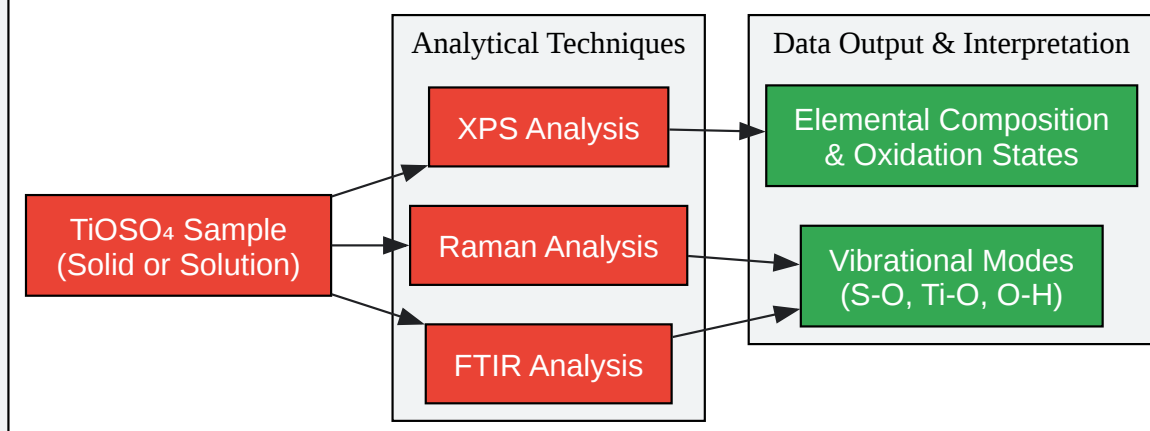 Analytical Techniques
Data Output & Interpretation
XPS Analysis
Elemental Composition
& Oxidation States
TiOSO₄ Sample
(Solid or Solution)
Raman Analysis
Vibrational Modes
(S-O, Ti-O, O-H)
FTIR Analysis